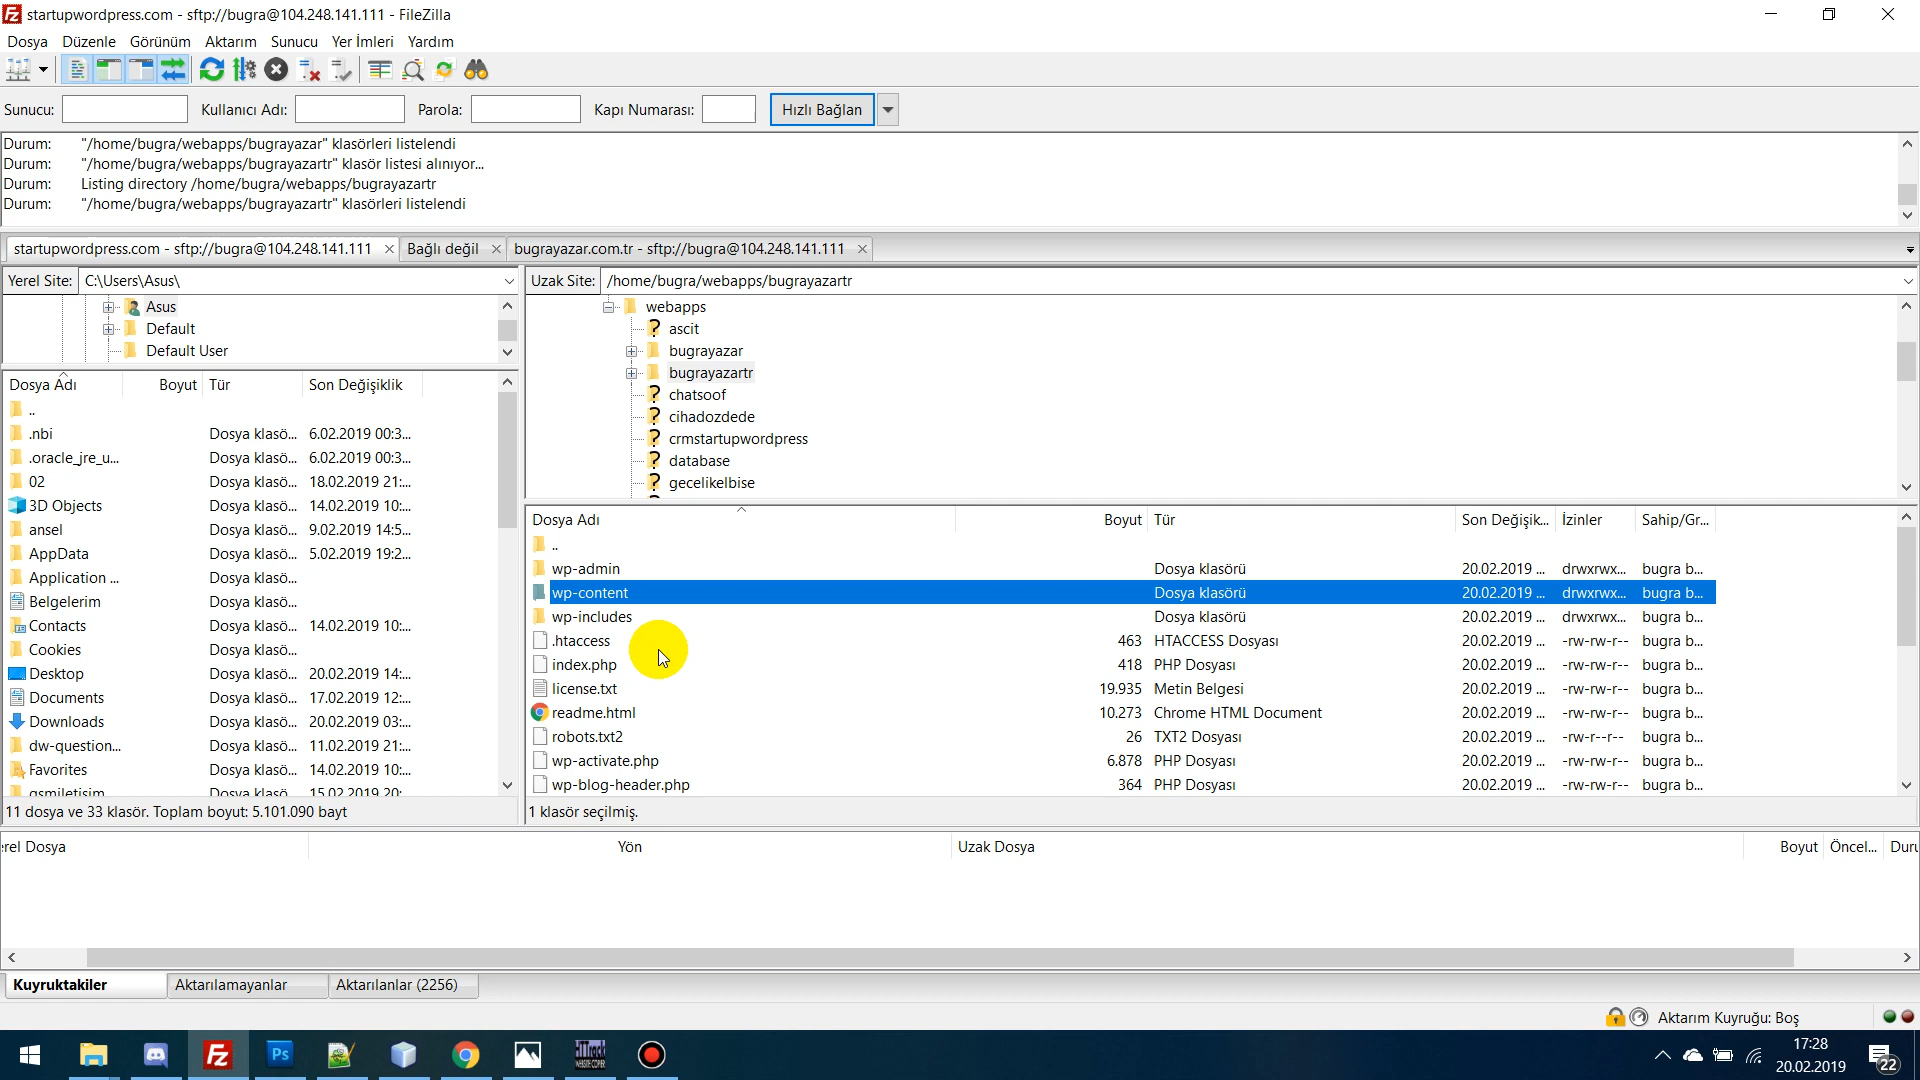 startupwordpress.com - sftp://bugra@104.248.141.111 - FileZilla
Dosya Düzenle Görünüm Aktarım Sunucu Yer İmleri Yardım
Sunucu: Kullanıcı Adı: Parola: Kapı Numarası: Hızlı Bağlan
Durum: "/home/bugra/webapps/bugrayazar" klasörleri listelendi
Durum: "/home/bugra/webapps/bugrayazartr" klasör listesi alınıyor...
Durum: Listing directory /home/bugra/webapps/bugrayazartr
Durum: "/home/bugra/webapps/bugrayazartr" klasörleri listelendi
startupwordpress.com - sftp://bugra@104.248.141.111 Bağlı değil bugrayazar.com.tr - sftp://bugra@104.248.141.111
Yerel Site: C:\Users\Asus\
Asus
Default
Default User
Dosya Adı Boyut Tür Son Değişiklik
..
.nbi Dosya klasö... 6.02.2019 00:3...
.oracle_jre_u... Dosya klasö... 6.02.2019 00:3...
02 Dosya klasö... 18.02.2019 21:...
3D Objects Dosya klasö... 14.02.2019 10:...
ansel Dosya klasö... 9.02.2019 14:5...
AppData Dosya klasö... 5.02.2019 19:2...
Application ... Dosya klasö...
Belgelerim Dosya klasö...
Contacts Dosya klasö... 14.02.2019 10:...
Cookies Dosya klasö...
Desktop Dosya klasö... 20.02.2019 14:...
Documents Dosya klasö... 17.02.2019 12:...
Downloads Dosya klasö... 20.02.2019 03:...
dw-question... Dosya klasö... 11.02.2019 21:...
Favorites Dosya klasö... 14.02.2019 10:...
gsmiletisim Dosya klasö... 15.02.2019 20:
11 dosya ve 33 klasör. Toplam boyut: 5.101.090 bayt
Uzak Site: /home/bugra/webapps/bugrayazartr
webapps
ascit
bugrayazar
bugrayazartr
chatsoof
cihadozdede
crmstartupwordpress
database
gecelikelbise
Dosya Adı Boyut Tür Son Değişik... İzinler Sahip/Gr...
..
wp-admin Dosya klasörü 20.02.2019 ... drwxrwx... bugra b...
wp-content Dosya klasörü 20.02.2019 ... drwxrwx... bugra b...
wp-includes Dosya klasörü 20.02.2019 ... drwxrwx... bugra b...
.htaccess 463 HTACCESS Dosyası 20.02.2019 ... -rw-rw-r-- bugra b...
index.php 418 PHP Dosyası 20.02.2019 ... -rw-rw-r-- bugra b...
license.txt 19.935 Metin Belgesi 20.02.2019 ... -rw-rw-r-- bugra b...
readme.html 10.273 Chrome HTML Document 20.02.2019 ... -rw-rw-r-- bugra b...
robots.txt2 26 TXT2 Dosyası 20.02.2019 ... -rw-r--r-- bugra b...
wp-activate.php 6.878 PHP Dosyası 20.02.2019 ... -rw-rw-r-- bugra b...
wp-blog-header.php 364 PHP Dosyası 20.02.2019 ... -rw-rw-r-- bugra b...
1 klasör seçilmiş.
rel Dosya Yön Uzak Dosya Boyut Öncel... Duru
Kuyruktakiler Aktarılamayanlar Aktarılanlar (2256)
Aktarım Kuyruğu: Boş
Ps
HTTrack
WEBSITE COPIER
17:28
20.02.2019
22